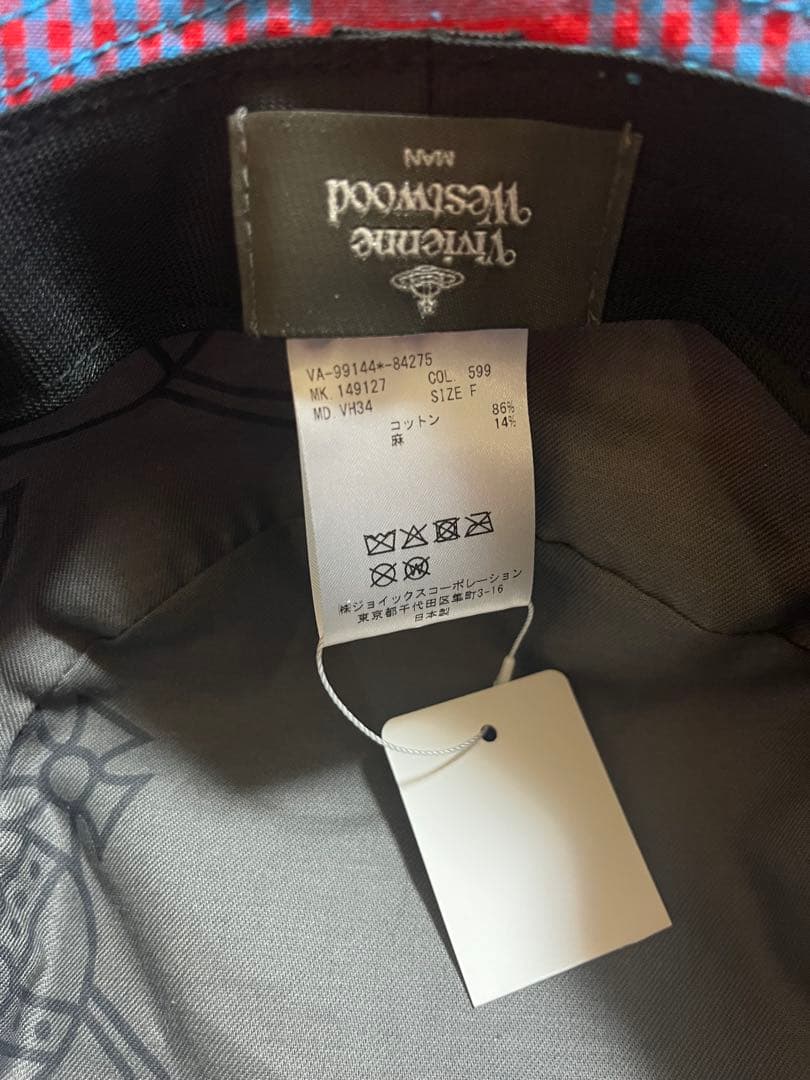 Vivienne
Westwood
MAN
VA-99144*-84275
MK. 149127 COL. 599
MD. VH34 SIZE F
コットン 86%
麻 14%
W
㈱ジョイックスコーポレーション
東京都千代田区隼町3-16
日本製